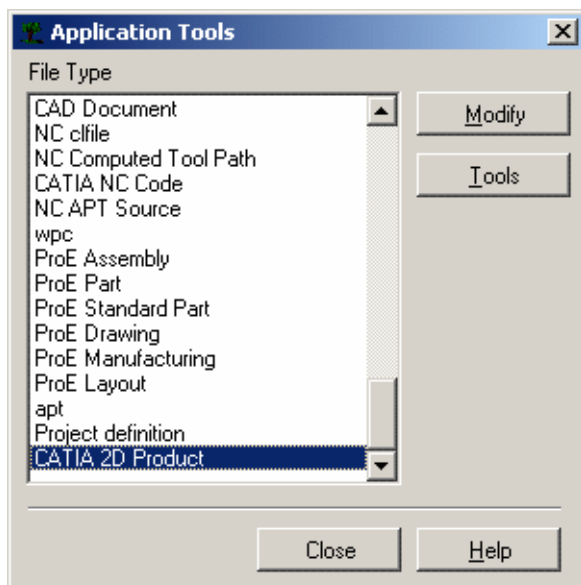 Application Tools
File Type
CAD Document
NC clfile
NC Computed Tool Path
CATIA NC Code
NC APT Source
wpc
ProE Assembly
ProE Part
ProE Standard Part
ProE Drawing
ProE Manufacturing
ProE Layout
apt
Project definition
CATIA 2D Product
Modify
Tools
Close
Help